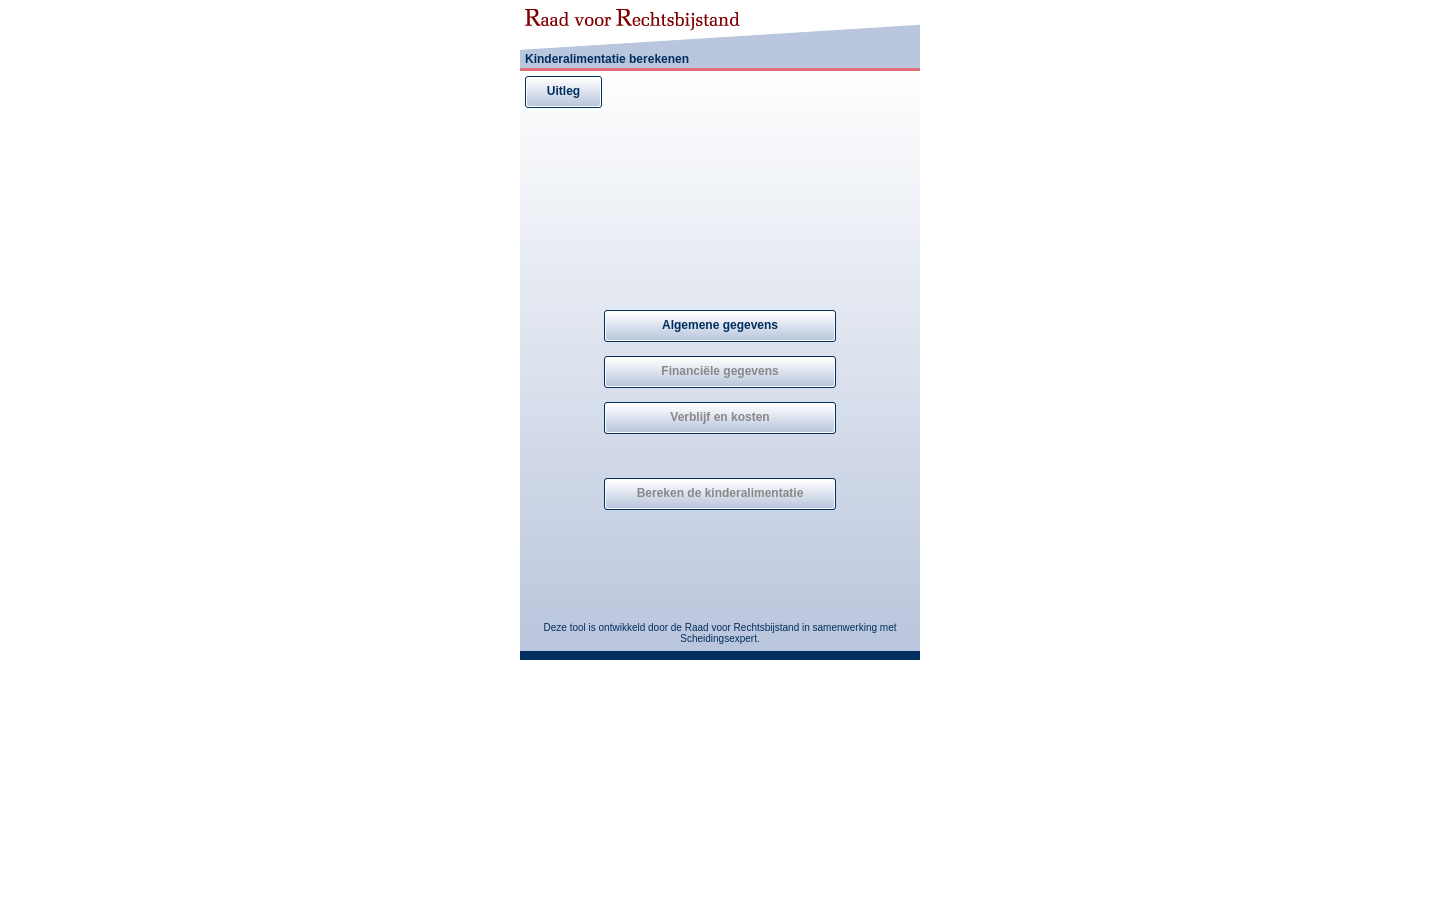 Raad voor Rechtsbijstand
Kinderalimentatie berekenen
Uitleg
Algemene gegevens
Financiële gegevens
Verblijf en kosten
Bereken de kinderalimentatie
Deze tool is ontwikkeld door de Raad voor Rechtsbijstand in samenwerking met
Scheidingsexpert.